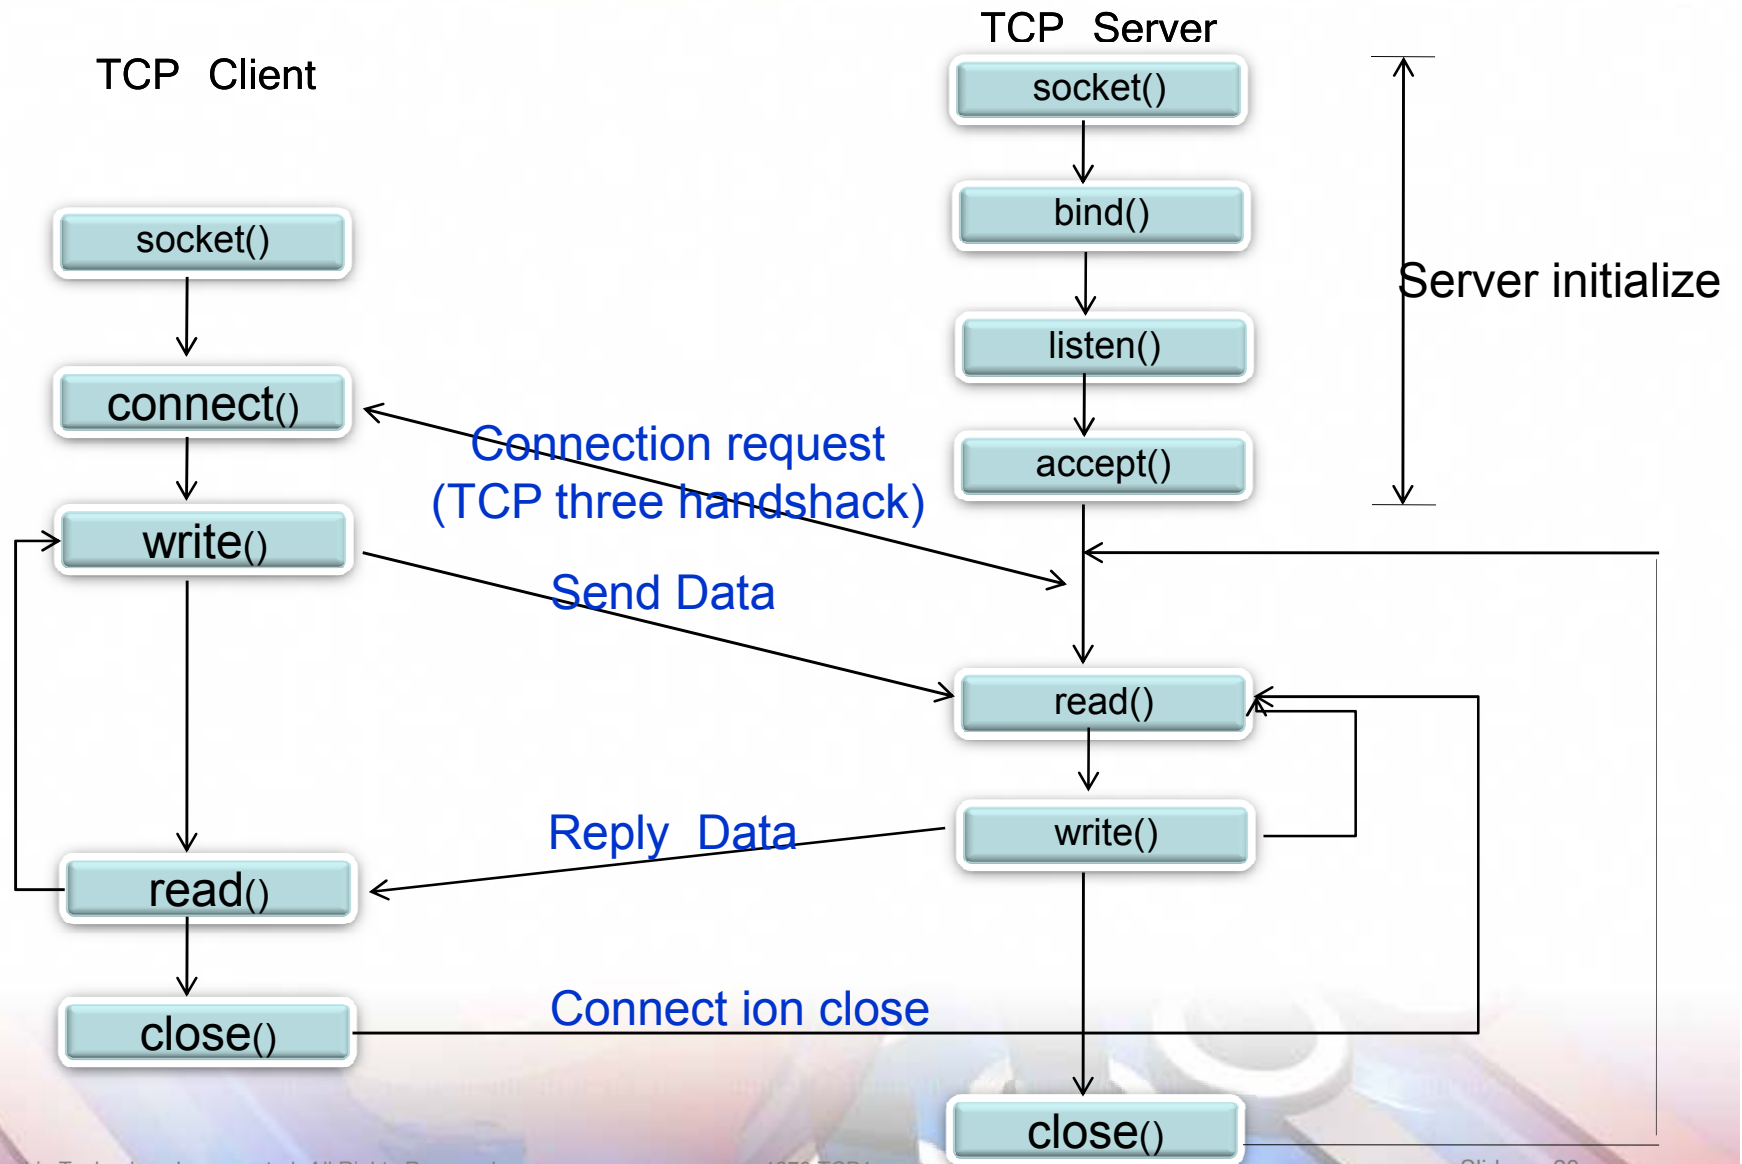 TCP Server
TCP Client
socket()
bind()
socket()
Server initialize
listen()
connect()
Connection request
accept()
(TCP three handshack)
write()
Send Data
read()
Reply Data
write()
read()
Connect ion close
close()
close()